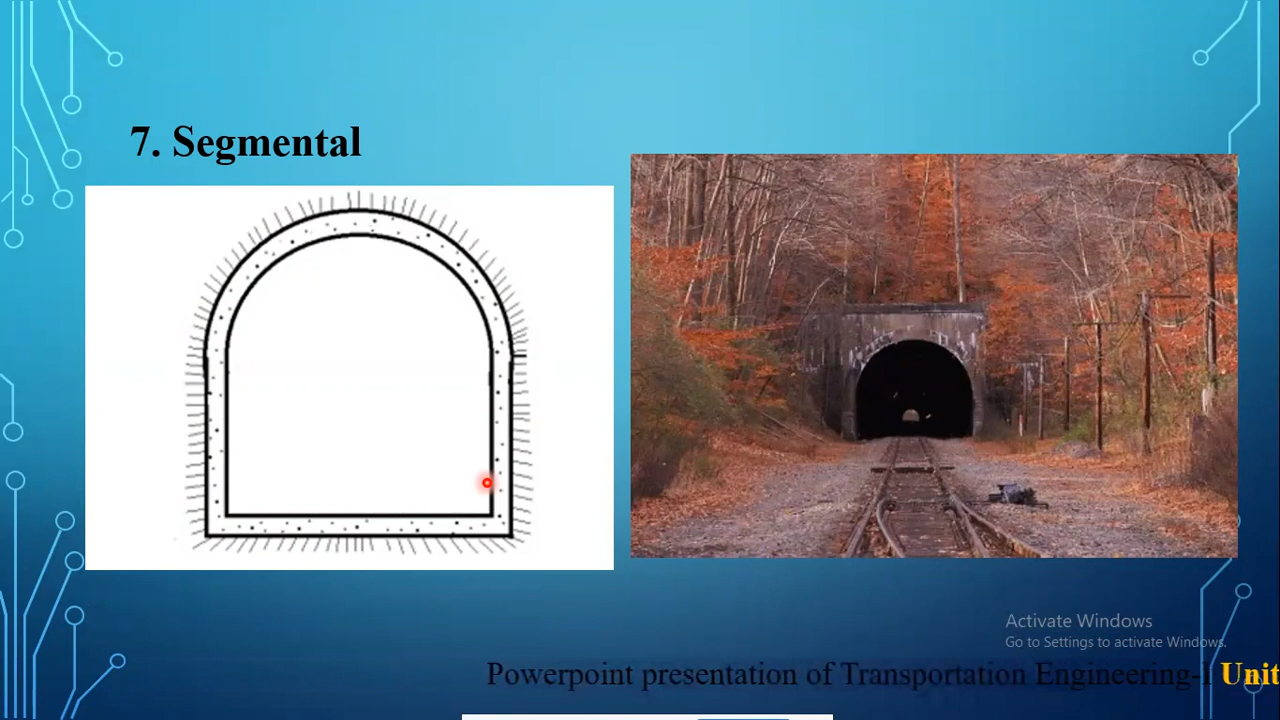 7. Segmental
Activate Windows
Go to Settings to activate Windows.
Powerpoint presentation of Transportation Engineering-I Unit